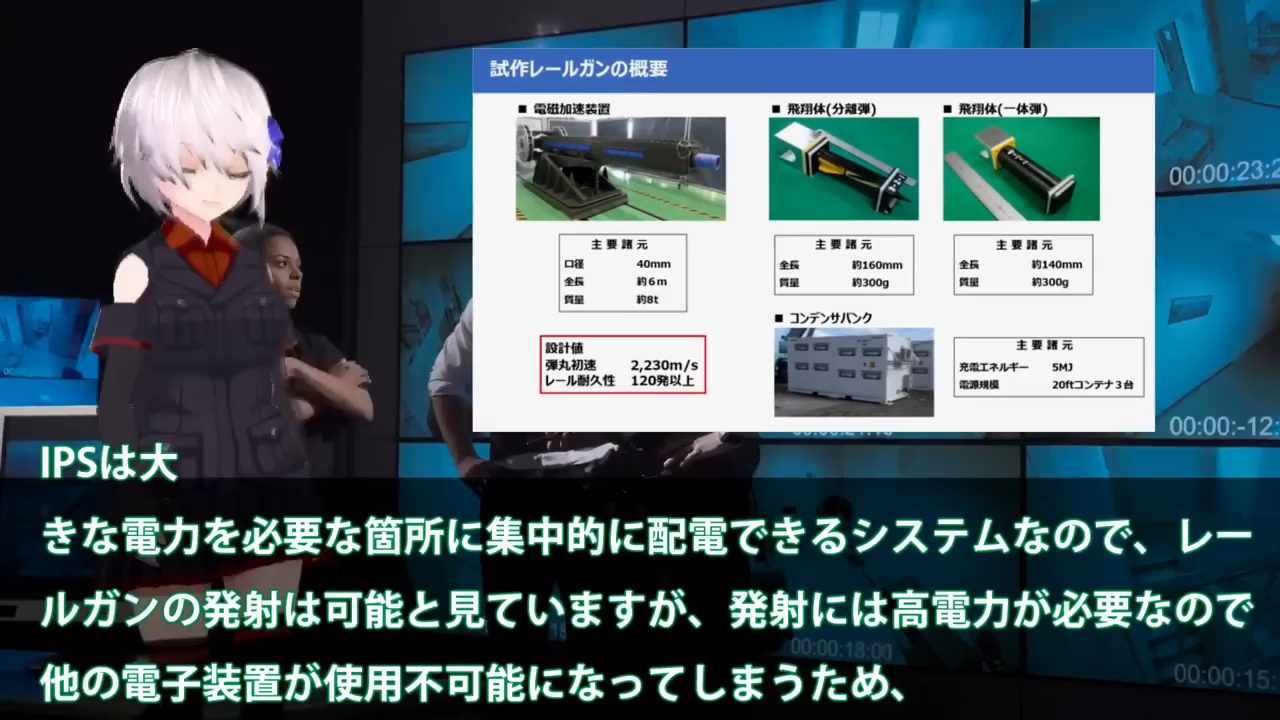 試作レールガンの概要
■ 電磁加速装置
■ 飛翔体(分離弾)
■ 飛翔体(一体弾)
主要諸元
口径 40mm
全長 約6m
質量 約8t
主要諸元
全長 約160mm
質量 約300g
主要諸元
全長 約140mm
質量 約300g
設計値
弾丸初速 2,230m/s
レール耐久性 120発以上
■ コンデンサバンク
主要諸元
充電エネルギー 5MJ
電源規模 20ftコンテナ3台
00:00:23:2
00:00:-12:
00:00:18:00
00:00:15:
IPSは大
きな電力を必要な箇所に集中的に配電できるシステムなので、レー
ルガンの発射は可能と見ていますが、発射には高電力が必要なので
他の電子装置が使用不可能になってしまうため、